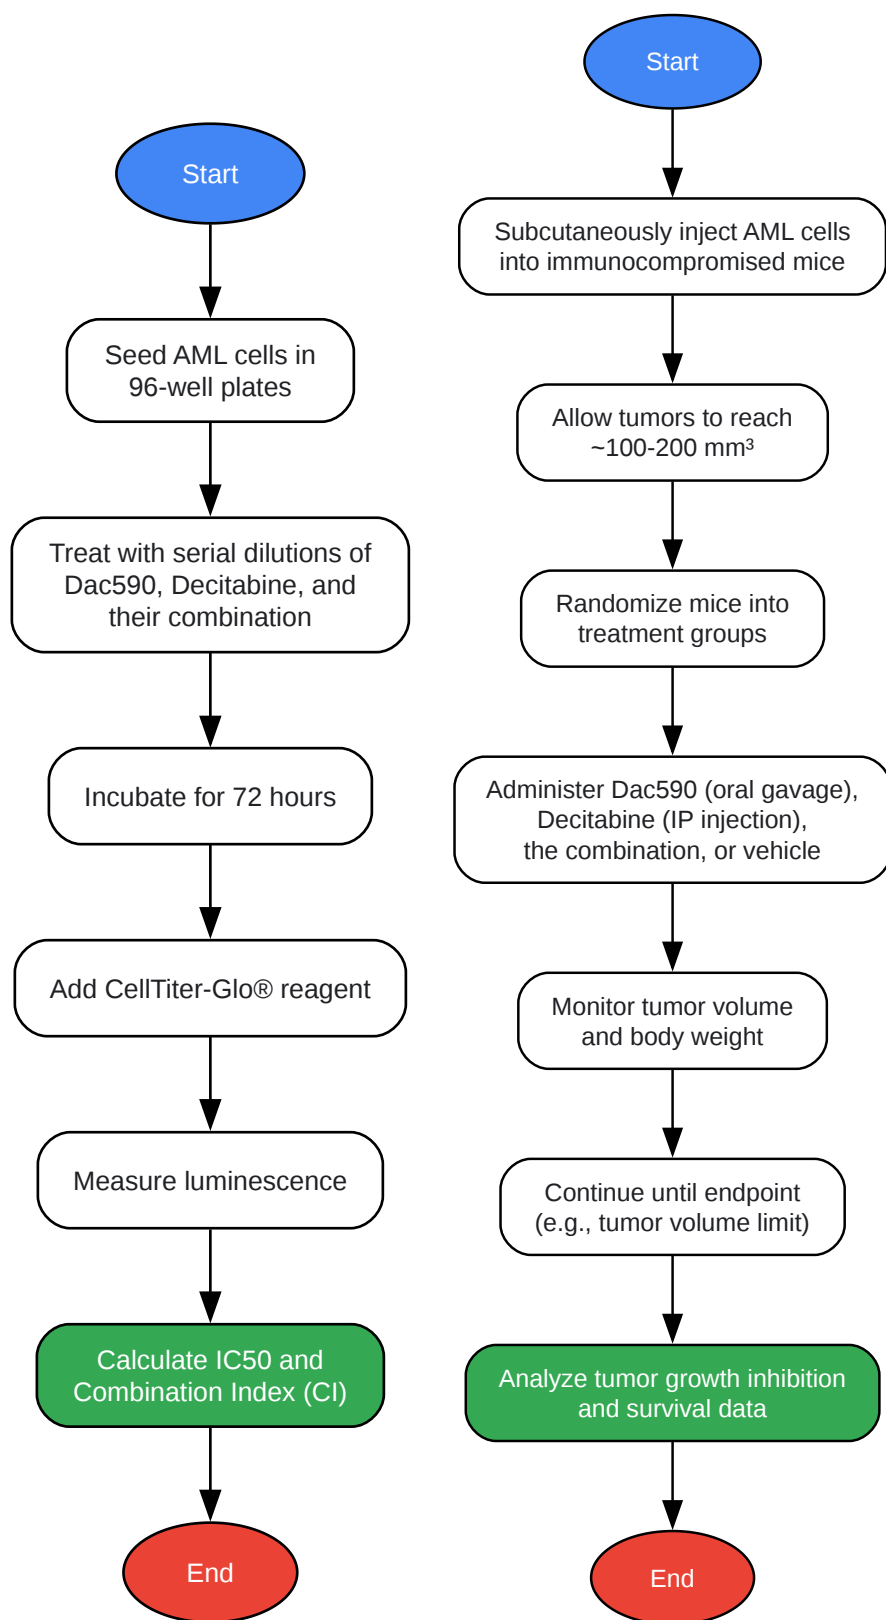 Start
Seed AML cells in
96-well plates
Treat with serial dilutions of
Dac590, Decitabine, and
their combination
Incubate for 72 hours
Add CellTiter-Glo® reagent
Measure luminescence
Calculate IC50 and
Combination Index (CI)
End
Start
Subcutaneously inject AML cells
into immunocompromised mice
Allow tumors to reach
~100-200 mm³
Randomize mice into
treatment groups
Administer Dac590 (oral gavage),
Decitabine (IP injection),
the combination, or vehicle
Monitor tumor volume
and body weight
Continue until endpoint
(e.g., tumor volume limit)
Analyze tumor growth inhibition
and survival data
End